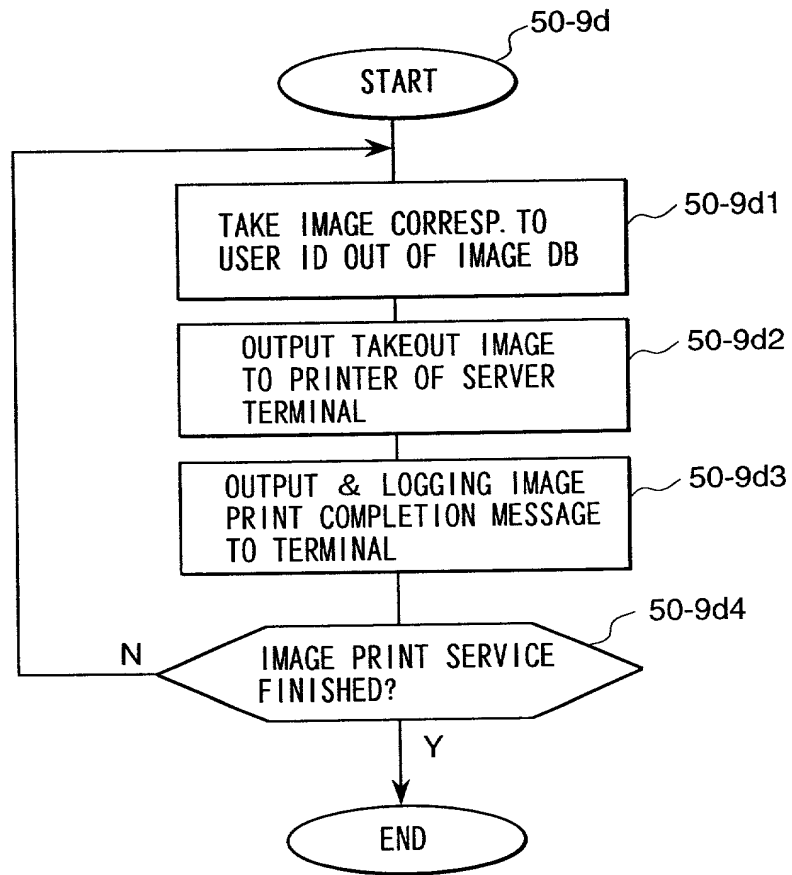 50-9d
START
50-9d1
TAKE IMAGE CORRESP. TO
USER ID OUT OF IMAGE DB
50-9d2
OUTPUT TAKEOUT IMAGE
TO PRINTER OF SERVER
TERMINAL
50-9d3
OUTPUT & LOGGING IMAGE
PRINT COMPLETION MESSAGE
TO TERMINAL
50-9d4
N
IMAGE PRINT SERVICE
FINISHED?
Y
END